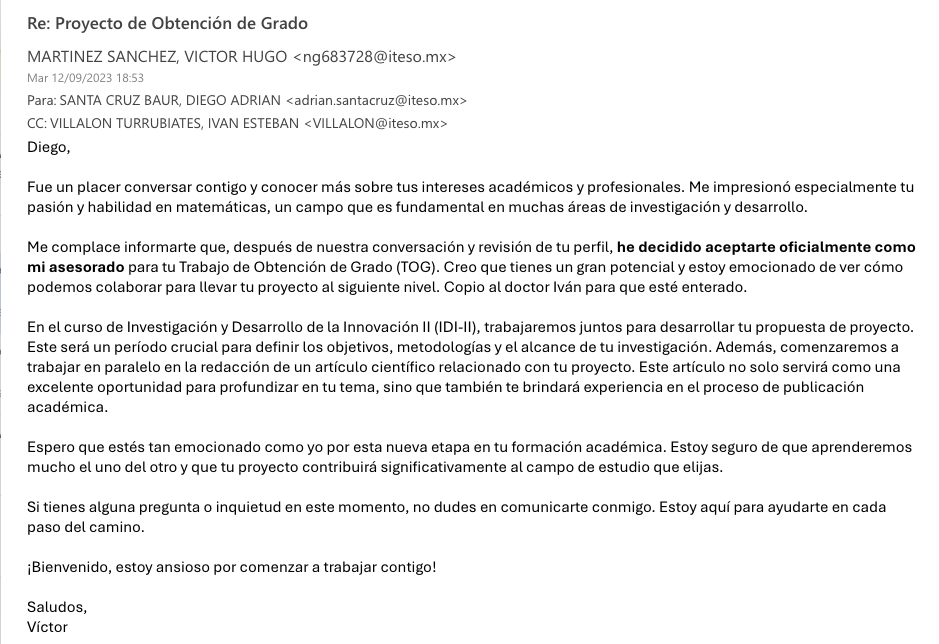 Re: Proyecto de Obtención de Grado
MARTINEZ SANCHEZ, VICTOR HUGO <ng683728@iteso.mx>
Mar 12/09/2023 18:53
Para: SANTA CRUZ BAUR, DIEGO ADRIAN <adrian.santacruz@iteso.mx>
CC: VILLALON TURRUBIATES, IVAN ESTEBAN <VILLALON@iteso.mx>
Diego,
Fue un placer conversar contigo y conocer más sobre tus intereses académicos y profesionales. Me impresionó especialmente tu
pasión y habilidad en matemáticas, un campo que es fundamental en muchas áreas de investigación y desarrollo.
Me complace informarte que, después de nuestra conversación y revisión de tu perfil, he decidido aceptarte oficialmente como
mi asesorado para tu Trabajo de Obtención de Grado (TOG). Creo que tienes un gran potencial y estoy emocionado de ver cómo
podemos colaborar para llevar tu proyecto al siguiente nivel. Copio al doctor Iván para que esté enterado.
En el curso de Investigación y Desarrollo de la Innovación II (IDI-II), trabajaremos juntos para desarrollar tu propuesta de proyecto.
Este será un período crucial para definir los objetivos, metodologías y el alcance de tu investigación. Además, comenzaremos a
trabajar en paralelo en la redacción de un artículo científico relacionado con tu proyecto. Este artículo no solo servirá como una
excelente oportunidad para profundizar en tu tema, sino que también te brindará experiencia en el proceso de publicación
académica.
Espero que estés tan emocionado como yo por esta nueva etapa en tu formación académica. Estoy seguro de que aprenderemos
mucho el uno del otro y que tu proyecto contribuirá significativamente al campo de estudio que elijas.
Si tienes alguna pregunta o inquietud en este momento, no dudes en comunicarte conmigo. Estoy aquí para ayudarte en cada
paso del camino.
¡Bienvenido, estoy ansioso por comenzar a trabajar contigo!
Saludos,
Víctor